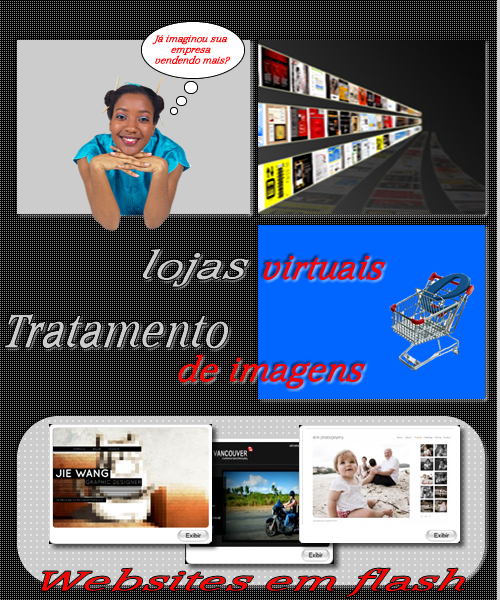 Já imaginou sua
empresa
vendendo mais?
lojas virtuais
Tratamento
de imagens
JIE WANG
GRAPHIC DESIGNER
VANCOUVER
Exibir
Exibir
Exibir
Websites em flash